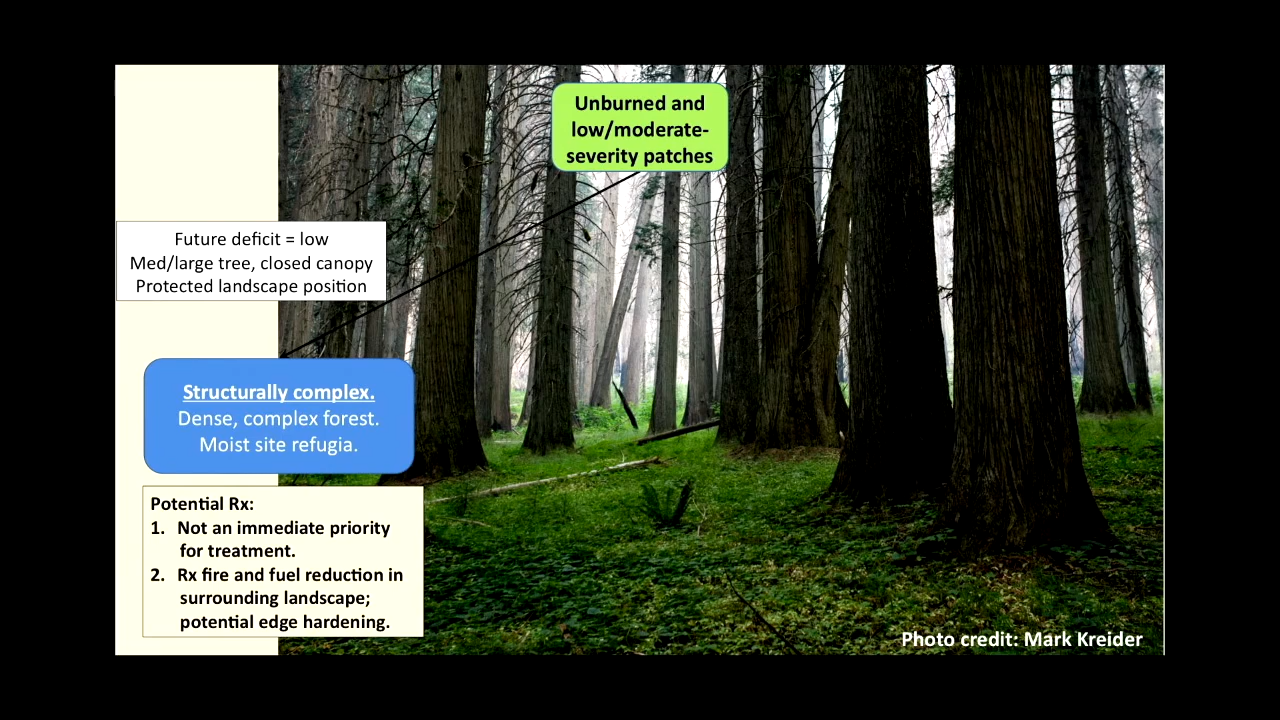 Unburned and
low/moderate-
severity patches
Future deficit = low
Med/large tree, closed canopy
Protected landscape position
Structurally complex.
Dense, complex forest.
Moist site refugia.
Potential Rx:
1. Not an immediate priority
for treatment.
2. Rx fire and fuel reduction in
surrounding landscape;
potential edge hardening.
Photo credit: Mark Kreider